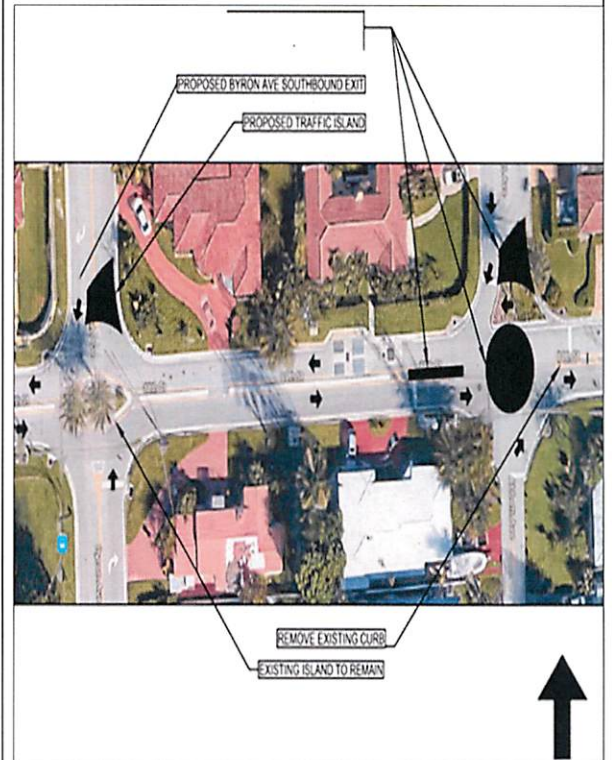 PROPOSED BYRON AVE SOUTHBOUND EXIT
PROPOSED TRAFFIC ISLAND
REMOVE EXISTING CURB
EXISTING ISLAND TO REMAIN